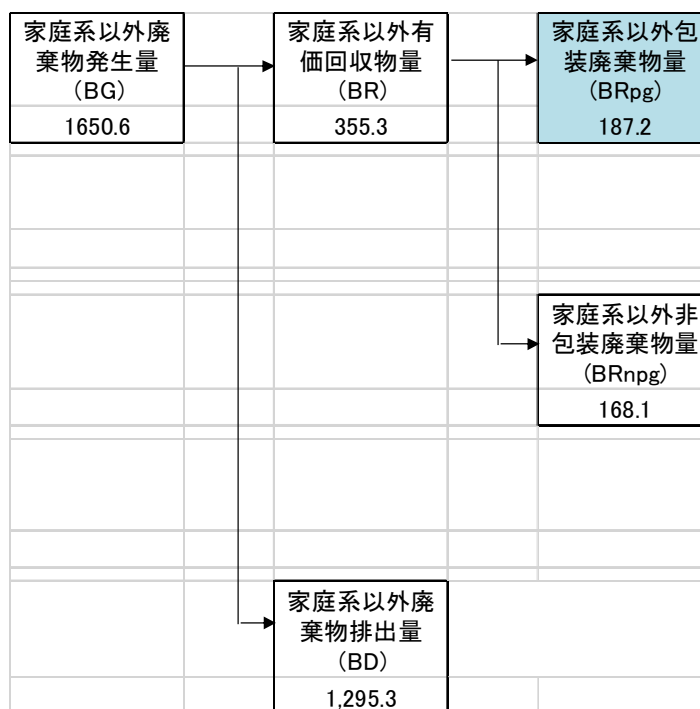 家庭系以外廃
棄物発生量
（BG）
1650.6
家庭系以外有
価回収物量
（BR）
355.3
家庭系以外包
装廃棄物量
（BRpg）
187.2
家庭系以外非
包装廃棄物量
（BRnpg）
168.1
家庭系以外廃
棄物排出量
（BD）
1,295.3